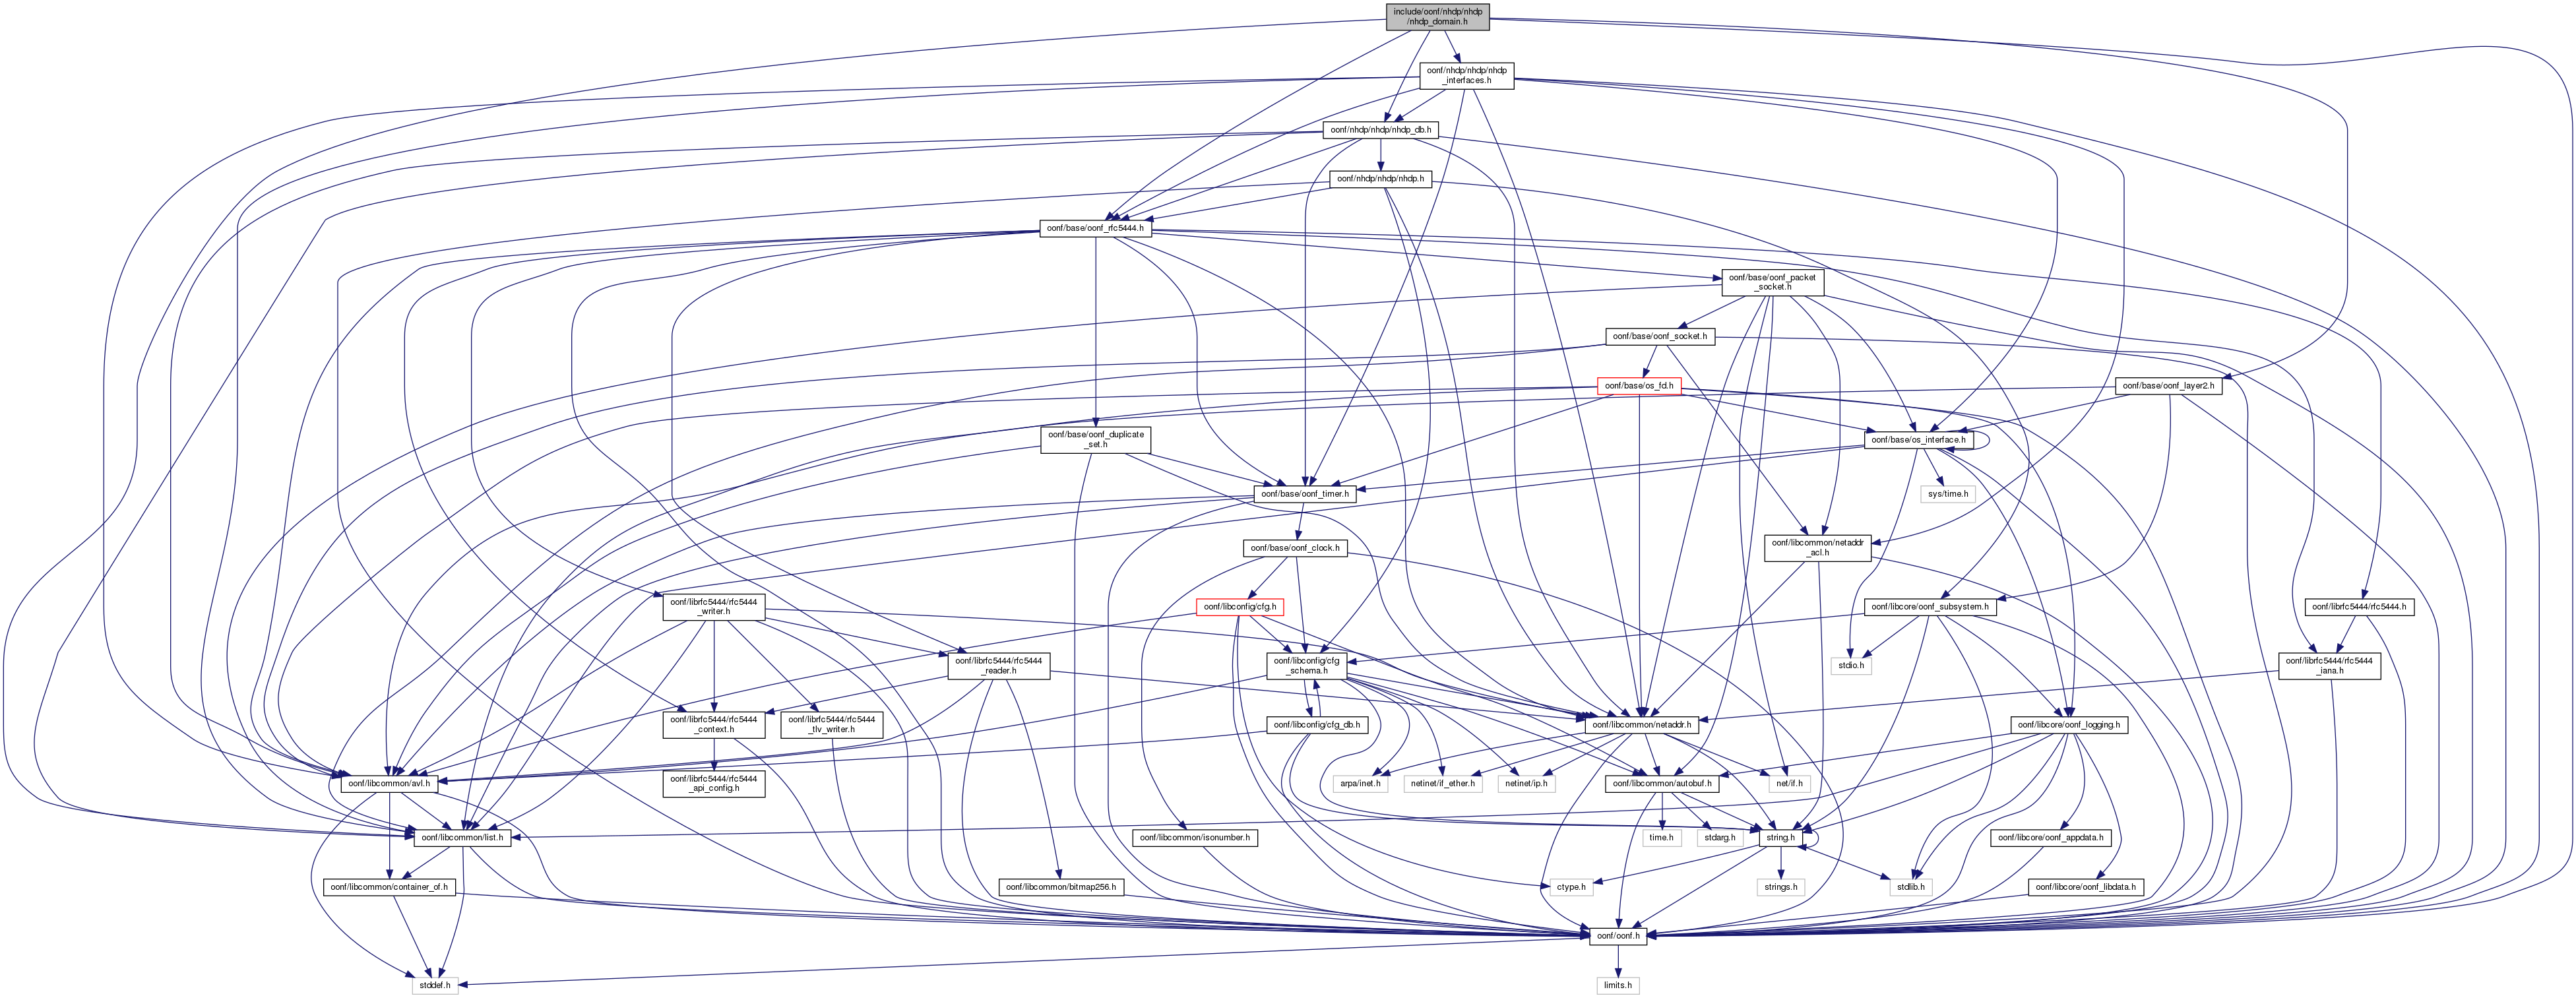 include/oonf/nhdp/nhdp
/nhdp_domain.h
oonf/nhdp/nhdp/nhdp
_interfaces.h
oonf/nhdp/nhdp/nhdp_db.h
oonf/nhdp/nhdp/nhdp.h
oonf/base/oonf_rfc5444.h
oonf/base/oonf_packet
_socket.h
oonf/base/oonf_socket.h
oonf/base/os_fd.h
oonf/base/oonf_layer2.h
oonf/base/oonf_duplicate
_set.h
oonf/base/os_interface.h
oonf/base/oonf_timer.h
sys/time.h
oonf/base/oonf_clock.h
oonf/libcommon/netaddr
_acl.h
oonf/librfc5444/rfc5444
_writer.h
oonf/libconfig/cfg.h
oonf/libcore/oonf_subsystem.h
oonf/librfc5444/rfc5444.h
oonf/librfc5444/rfc5444
_reader.h
oonf/libconfig/cfg
_schema.h
stdio.h
oonf/librfc5444/rfc5444
_iana.h
oonf/librfc5444/rfc5444
_context.h
oonf/librfc5444/rfc5444
_tlv_writer.h
oonf/libconfig/cfg_db.h
oonf/libcommon/netaddr.h
oonf/libcore/oonf_logging.h
oonf/libcommon/avl.h
oonf/librfc5444/rfc5444
_api_config.h
arpa/inet.h
netinet/if_ether.h
netinet/ip.h
oonf/libcommon/autobuf.h
net/if.h
oonf/libcommon/list.h
oonf/libcommon/isonumber.h
time.h
stdarg.h
string.h
oonf/libcore/oonf_appdata.h
oonf/libcommon/container_of.h
oonf/libcommon/bitmap256.h
ctype.h
strings.h
stdlib.h
oonf/libcore/oonf_libdata.h
oonf/oonf.h
stddef.h
limits.h